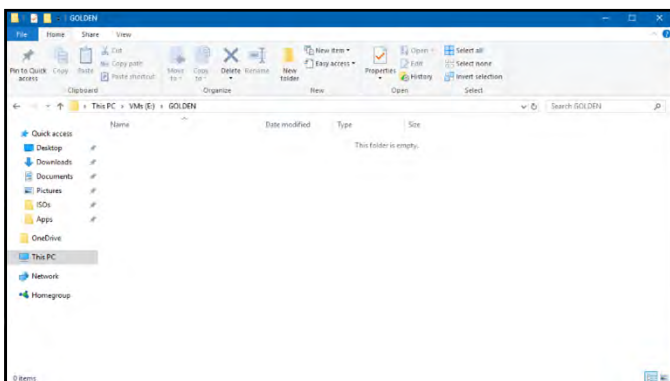 GOLDEN
File Home Share View
Pin to Quick access
Copy
Paste
Cut
Copy path
Paste shortcut
Clipboard
Move to
Copy to
Delete
Rename
Organize
New folder
New item
Easy access
New
Properties
Open
Edit
History
Open
Select all
Select none
Invert selection
Select
This PC VMs (E:) GOLDEN
Search GOLDEN
Name Date modified Type Size
This folder is empty.
Quick access
Desktop
Downloads
Documents
Pictures
ISOs
Apps
OneDrive
This PC
Network
Homegroup
0 items